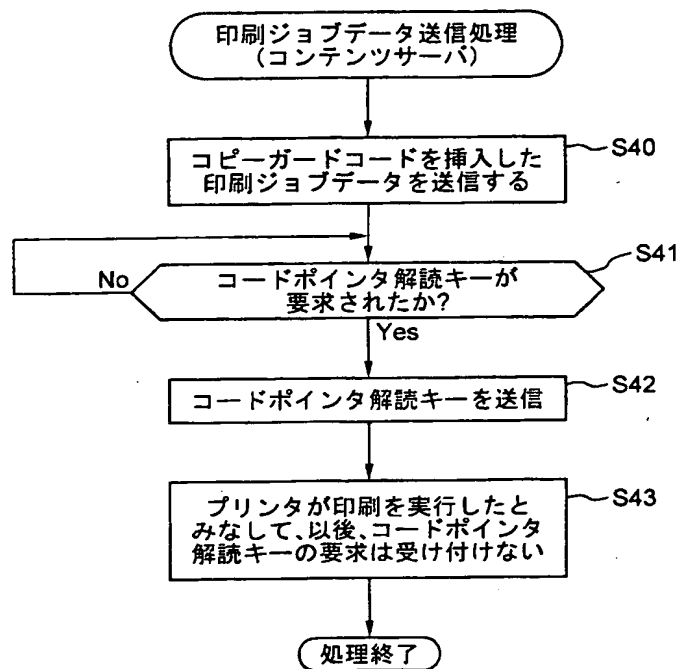 印刷ジョブデータ送信処理
(コンテンツサーバ)
コピーガードコードを挿入した
印刷ジョブデータを送信する
S40
コードポインタ解読キーが
要求されたか?
S41
No
Yes
コードポインタ解読キーを送信
S42
プリンタが印刷を実行したと
みなして、以後、コードポインタ
解読キーの要求は受け付けない
S43
処理終了